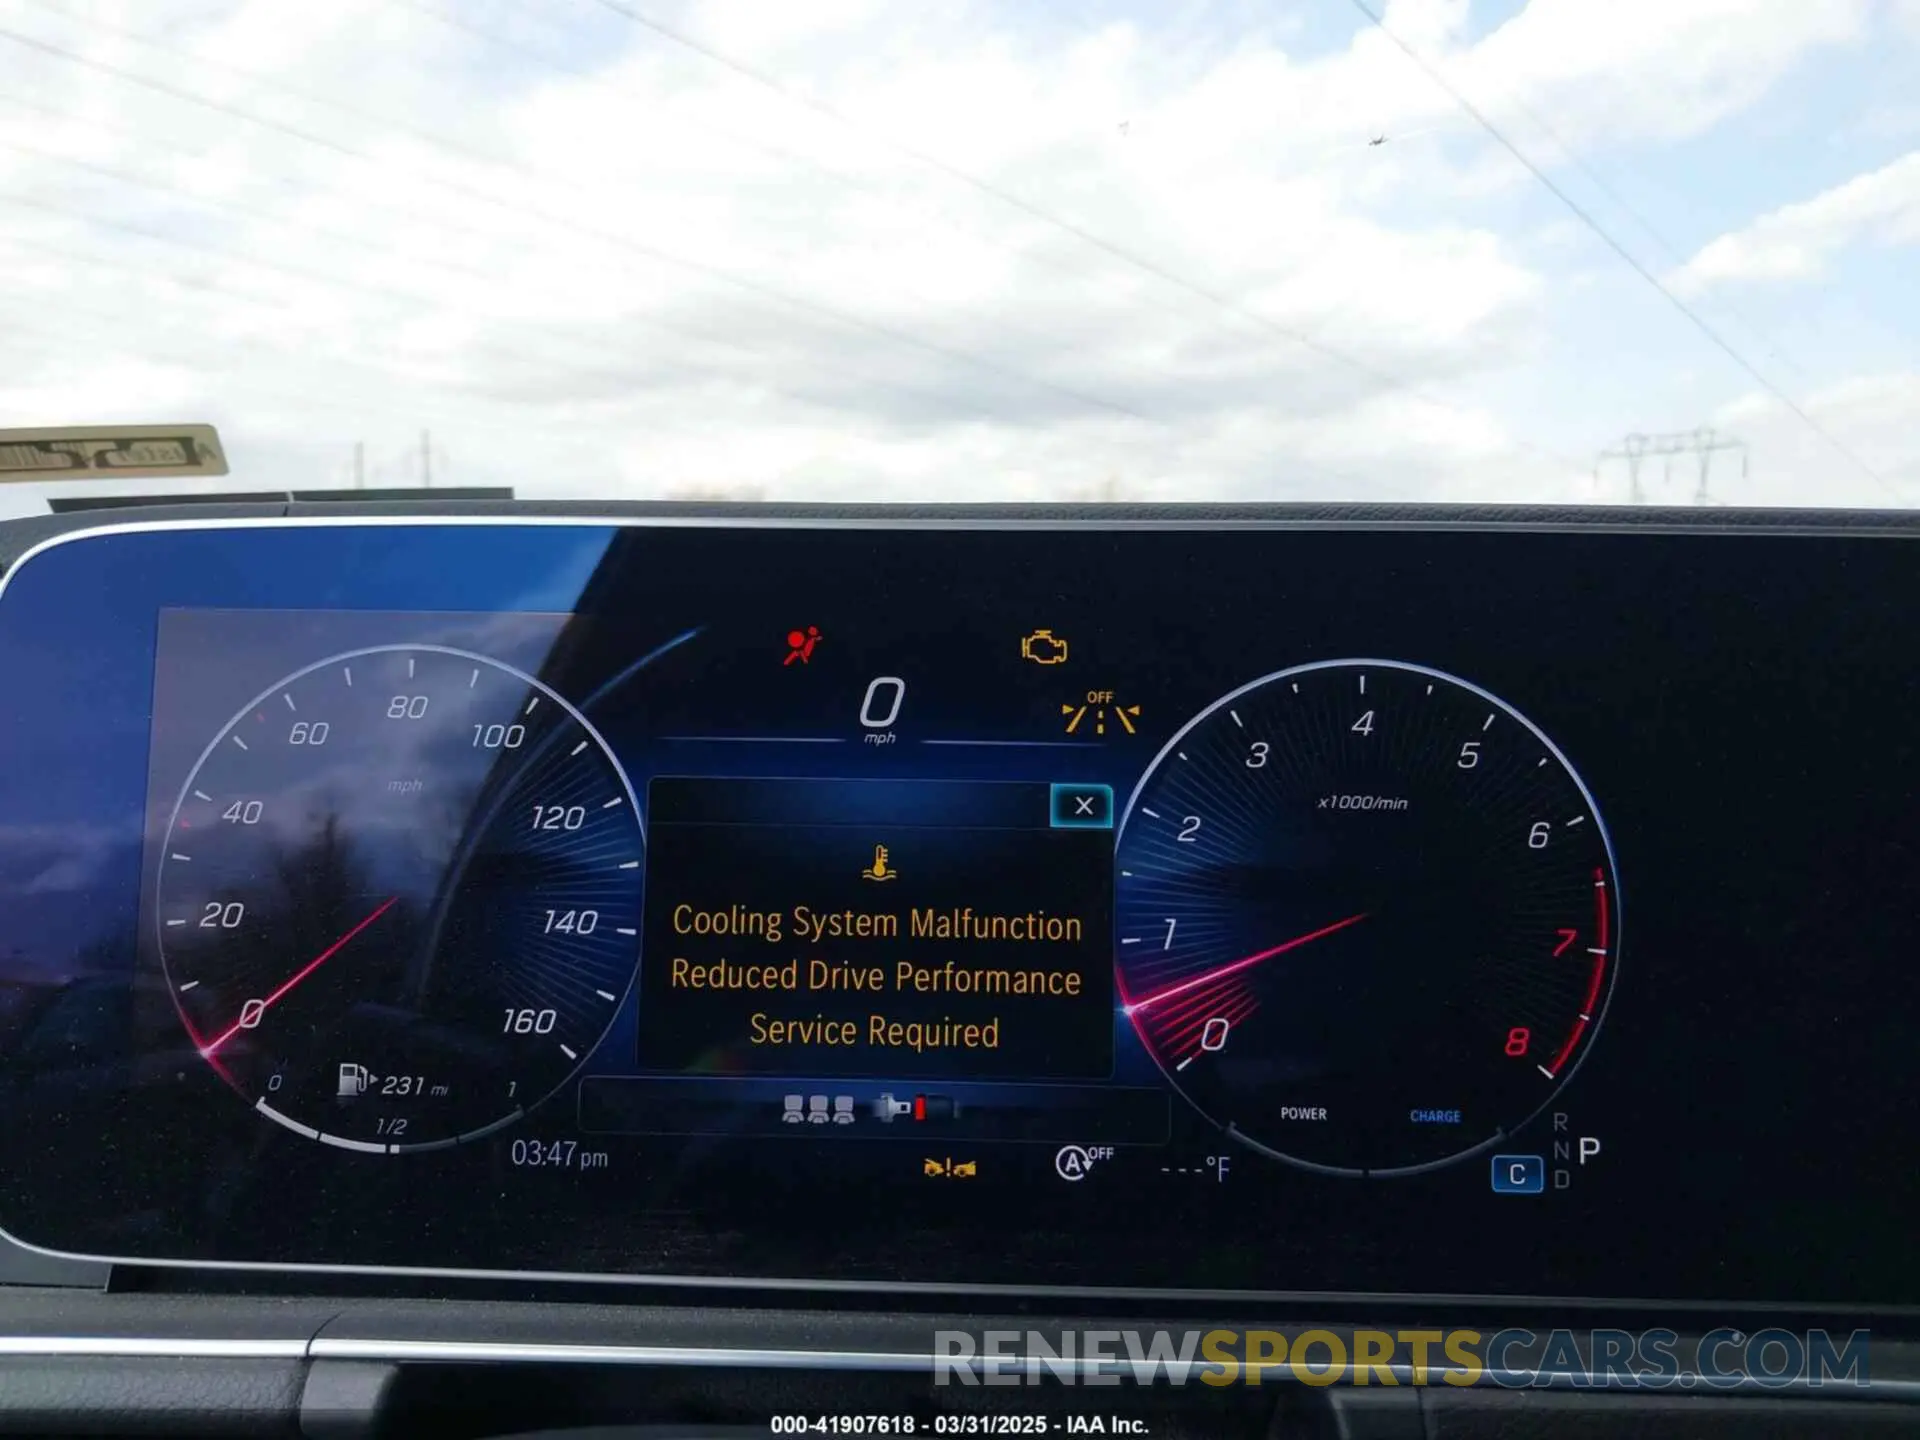 60
80
100
mph
40
120
20
140
0
160
0
231 mi
1
1/2
03:47 pm
0
mph
OFF
Cooling System Malfunction
Reduced Drive Performance
Service Required
A OFF
---°F
4
3
5
x1000/min
2
6
1
7
0
8
POWER
CHARGE
R
N P
C D
RENEWSPORTSCARS.COM
000-41907618 - 03/31/2025 - IAA Inc.